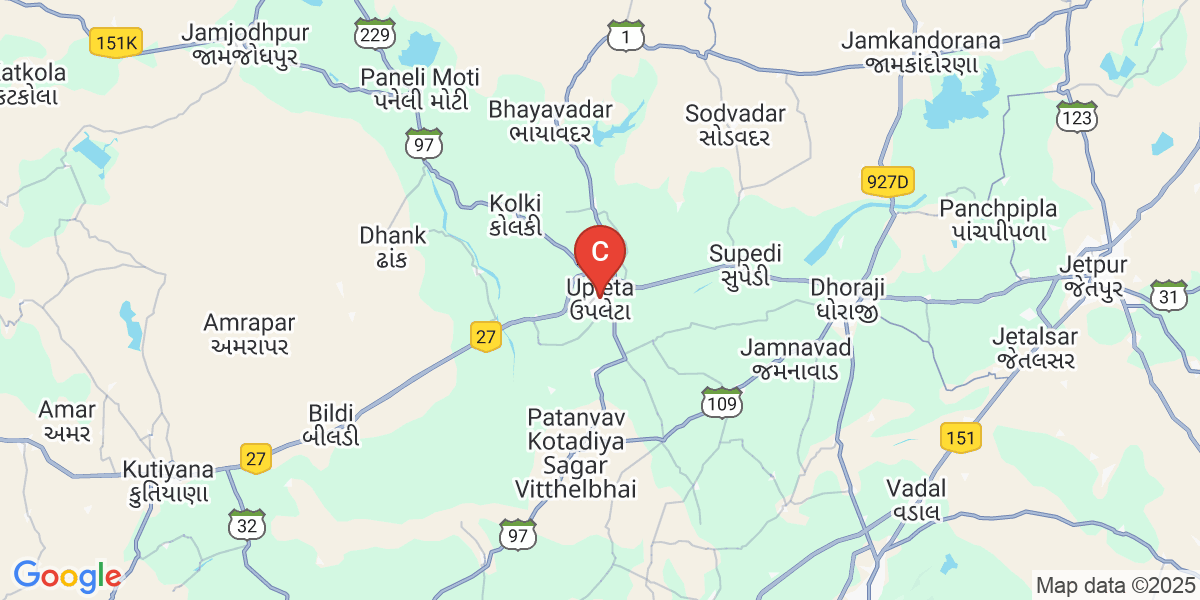 151K
Jamjodhpur
જામજોધપુર
229
1
Jamkandorana
જામકંડોરણા
કટકોલા
Paneli Moti
પનેલી મોટી
Bhayavadar
ભાયાવદર
Sodvadar
સોડવદર
123
97
927D
Kolki
કોલકી
Panchpipla
પાંચપીપળા
Dhank
ઢાંક
C
Supedi
સુપેડી
Jetpur
જેતપુર
Upleta
ઉપલેટા
Dhoraji
ધોરાજી
31
Amrapar
અમરાપર
27
Jamnavad
જમનાવાડ
Jetalsar
જેતલસર
109
Amar
અમર
Bildi
બીલડી
Patanvav
Kotadiya
Sagar
Vitthelbhai
151
27
Kutiyana
કુતિયાણા
Vadal
વડાલ
32
97
Google
Map data ©2025